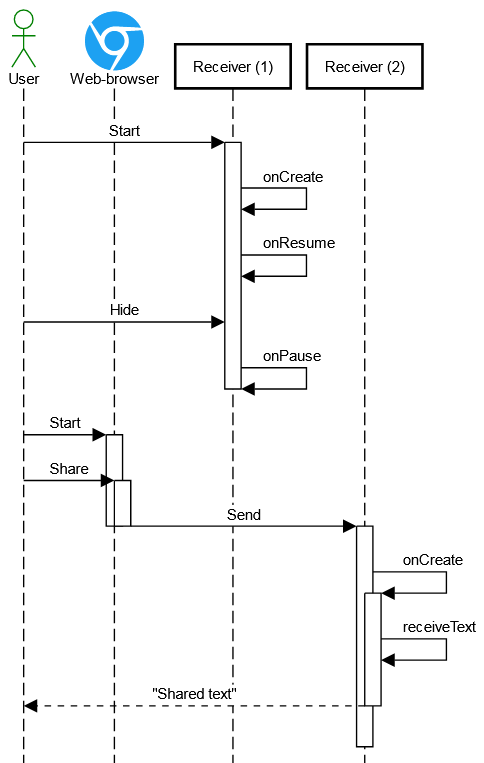 User
Web-browser
Receiver (1)
Receiver (2)
Start
onCreate
onResume
Hide
onPause
Start
Share
Send
onCreate
receiveText
"Shared text"